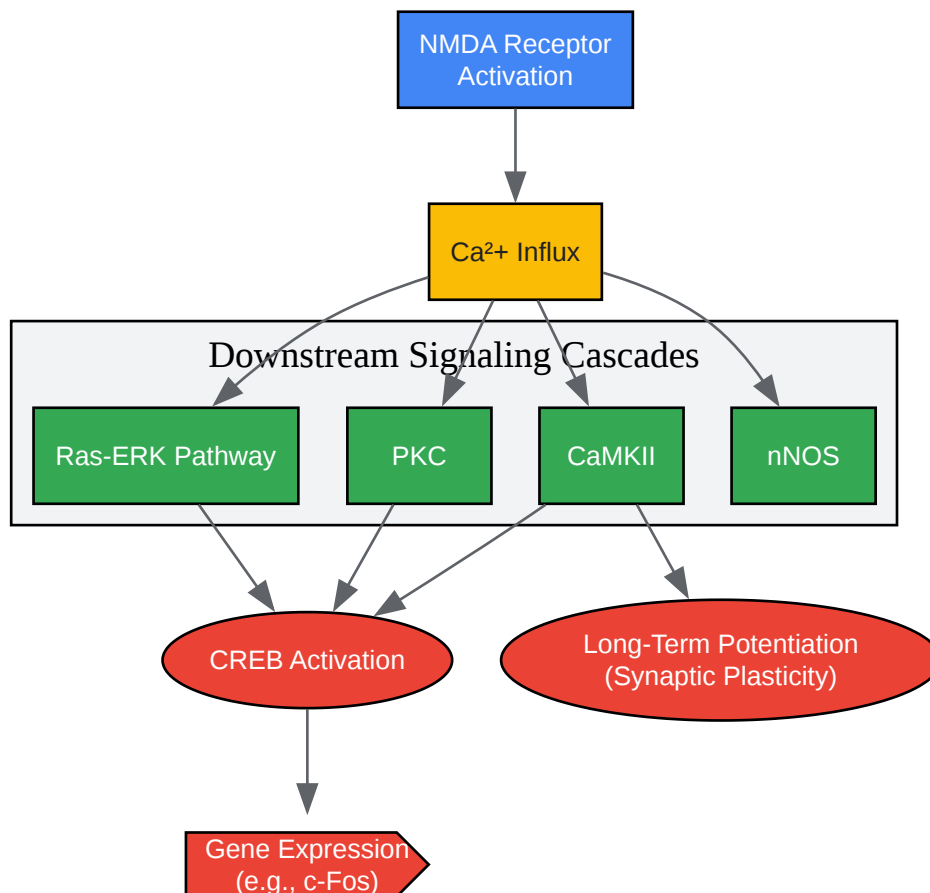 NMDA Receptor
Activation
Ca²+ Influx
Downstream Signaling Cascades
Ras-ERK Pathway
PKC
CaMKII
nNOS
CREB Activation
Long-Term Potentiation
(Synaptic Plasticity)
Gene Expression
(e.g., c-Fos)